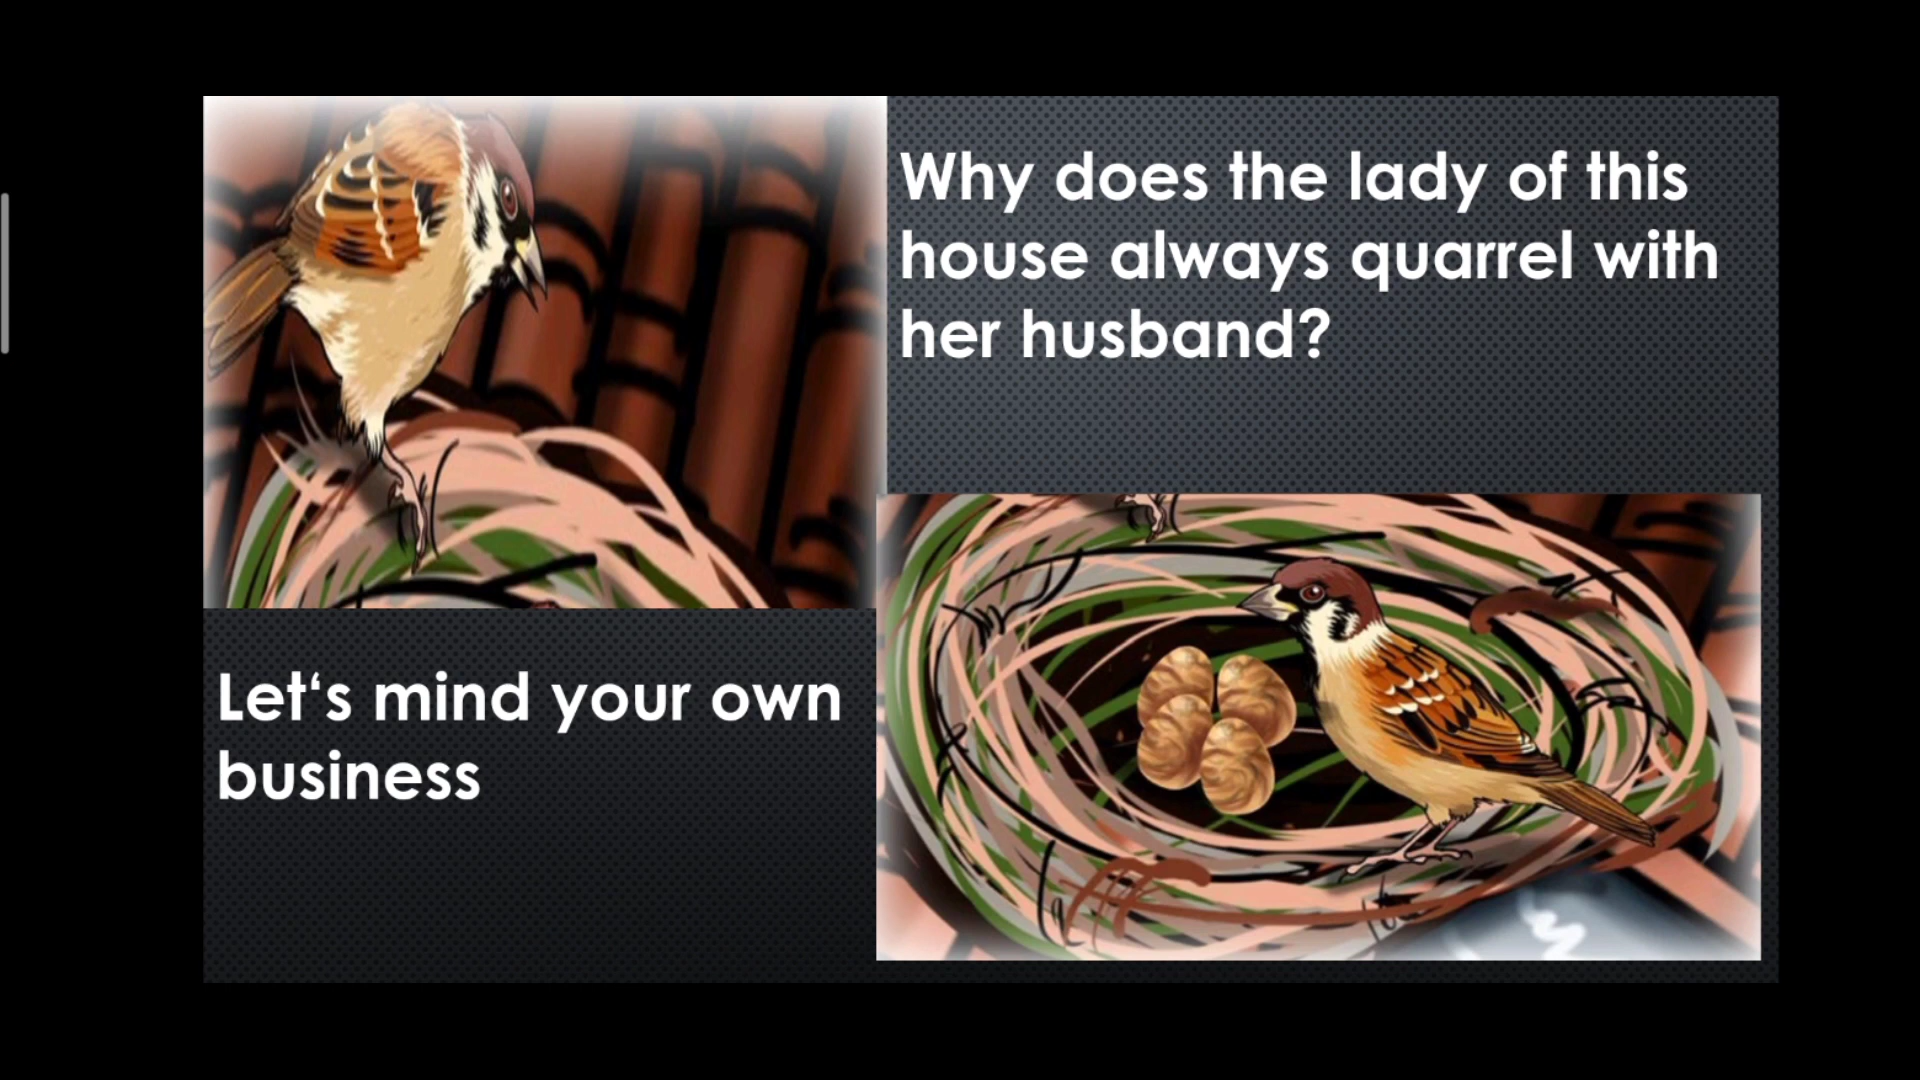 Why does the lady of this
house always quarrel with
her husband?
Let‘s mind your own
business